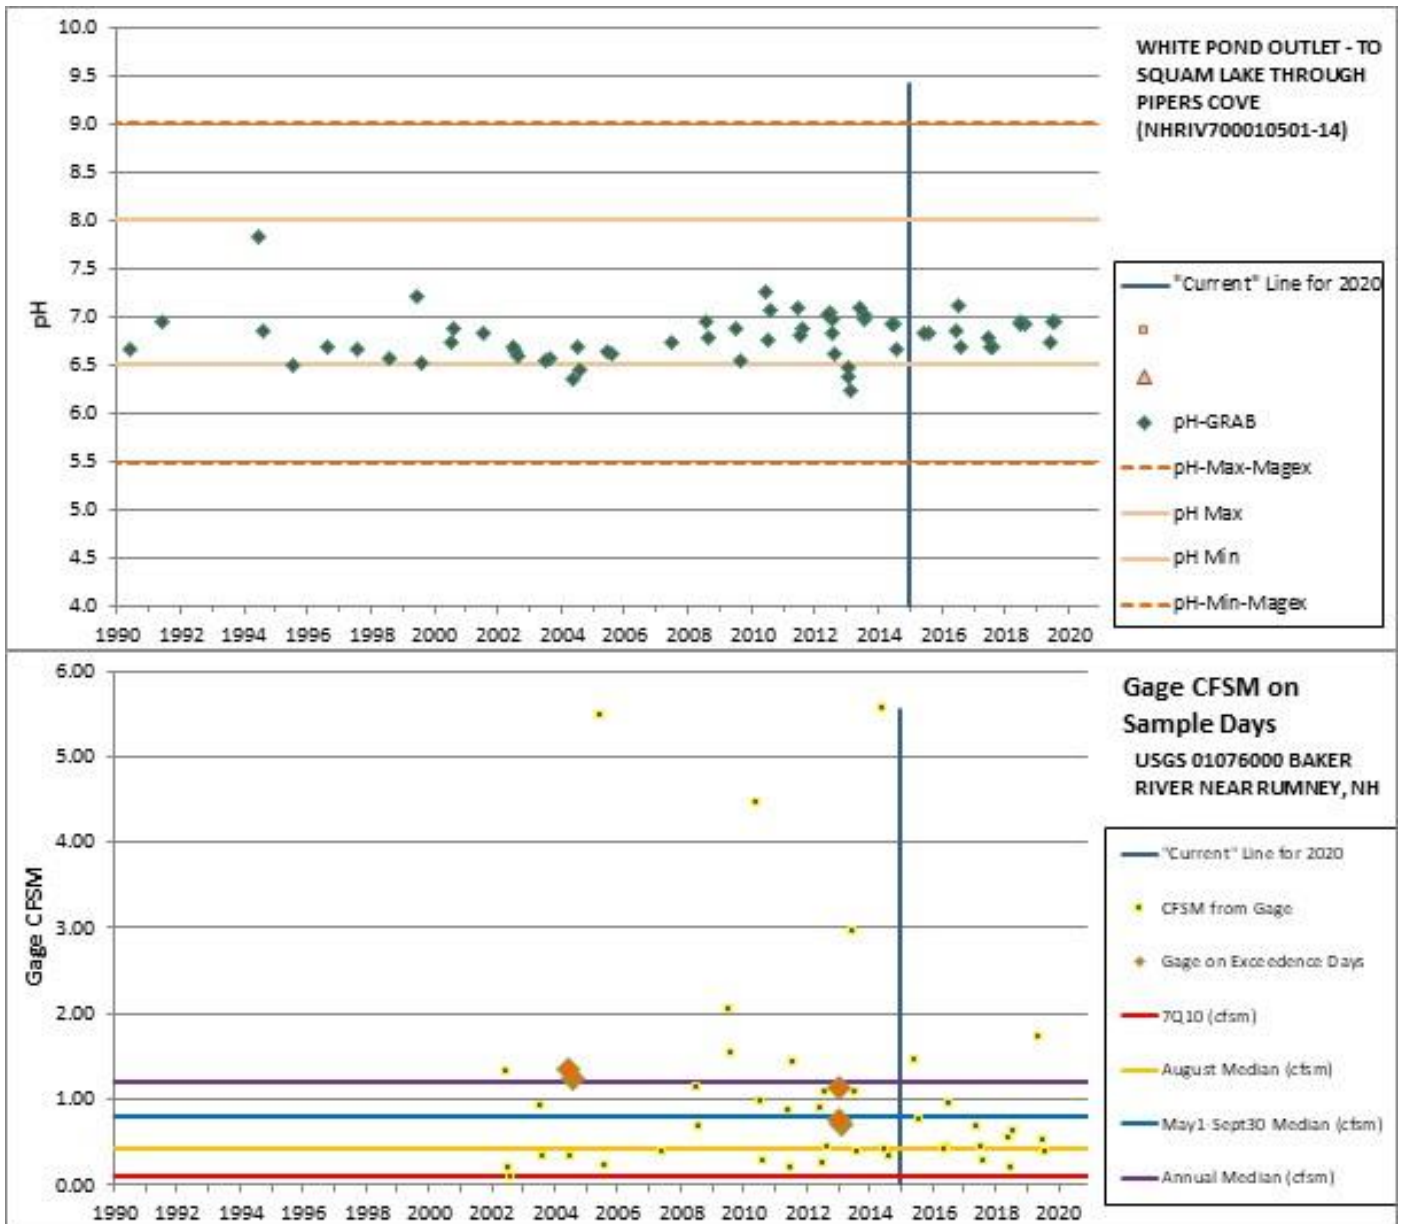 10.0
9.5
9.0
8.5
8.0
7.5
7.0
6.5
6.0
5.5
5.0
4.5
4.0
pH
1990 1992 1994 1996 1998 2000 2002 2004 2006 2008 2010 2012 2014 2016 2018 2020
WHITE POND OUTLET - TO
SQUAM LAKE THROUGH
PIPERS COVE
(NHRIV700010501-14)
"Current" Line for 2020
pH-GRAB
pH-Max-Magex
pH Max
pH Min
pH-Min-Magex
6.00
5.00
4.00
3.00
2.00
1.00
0.00
Gage CFSM
1990 1992 1994 1996 1998 2000 2002 2004 2006 2008 2010 2012 2014 2016 2018 2020
Gage CFSM on
Sample Days
USGS 01076000 BAKER
RIVER NEAR RUMNEY, NH
"Current" Line for 2020
CFSM from Gage
Gage on Exceedence Days
7Q10 (cfsm)
August Median (cfsm)
May1-Sept30 Median (cfsm)
Annual Median (cfsm)